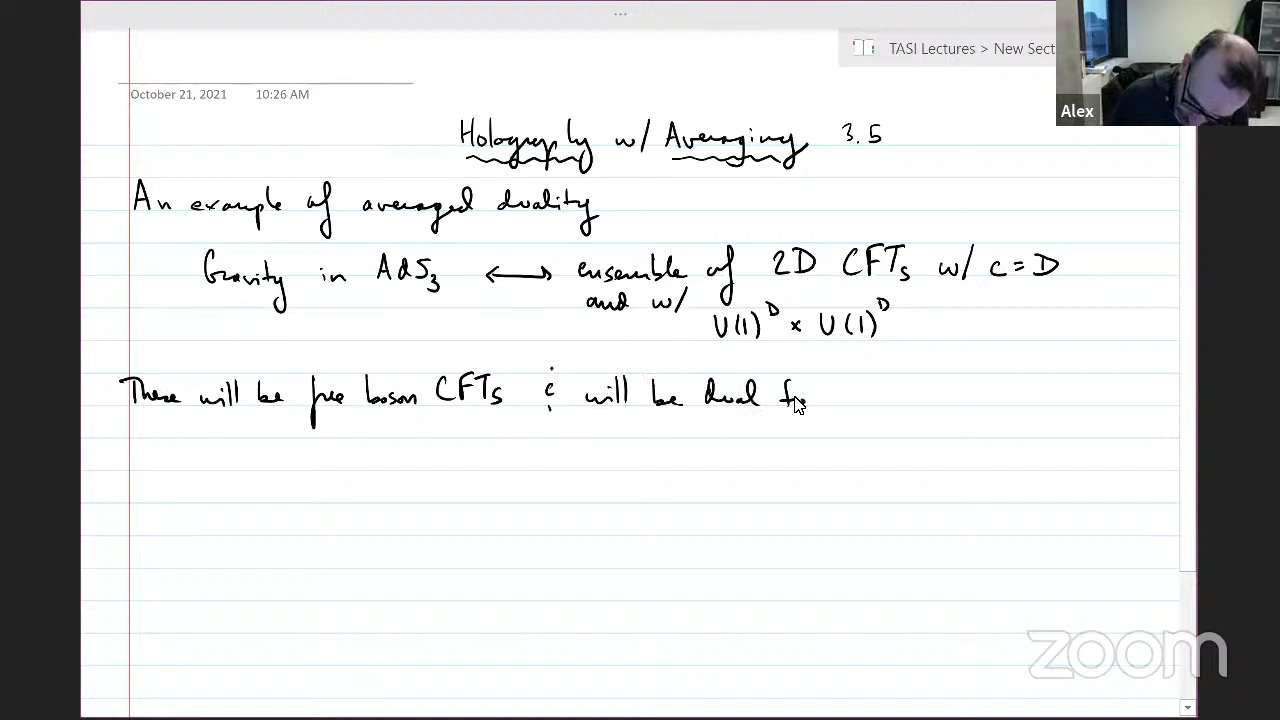 ...
TASI Lectures > New Sect
Alex
October 21, 2021 10:26 AM
Holography w/ Averaging 3.5
An example of averaged duality
Gravity in AdS3 ⟷ ensemble of 2D CFTs w/ c = D
and w/ U(1)^D × U(1)^D
These will be free boson CFTs & will be dual to
zoom